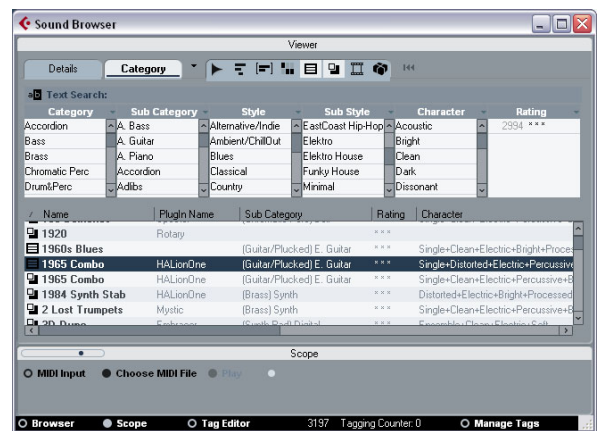 Sound Browser
Viewer
Details Category
Text Search:
Category Sub Category Style Sub Style Character Rating
Accordion A. Bass Alternative/Indie EastCoast Hip-Hop Acoustic 2994 ***
Bass A. Guitar Ambient/ChillOut Elektro Bright
Brass A. Piano Blues Elektro House Clean
Chromatic Perc Accordion Classical Funky House Dark
Drum&Perc Adlibs Country Minimal Dissonant
Name PlugIn Name Sub Category Rating Character
1920 Rotary ***
1960s Blues (Guitar/Plucked) E. Guitar *** Single+Clean+Electric+Bright+Proces
1965 Combo HALionOne (Guitar/Plucked) E. Guitar *** Single+Distorted+Electric+Percussive
1965 Combo HALionOne (Guitar/Plucked) E. Guitar *** Single+Clean+Electric+Percussive+B
1984 Synth Stab HALionOne (Brass) Synth *** Distorted+Electric+Bright+Processed
2 Lost Trumpets Mystic (Brass) Synth *** Single+Clean+Electric+Percussive+B
Scope
MIDI Input Choose MIDI File Play
Browser Scope Tag Editor 3197 Tagging Counter: 0 Manage Tags